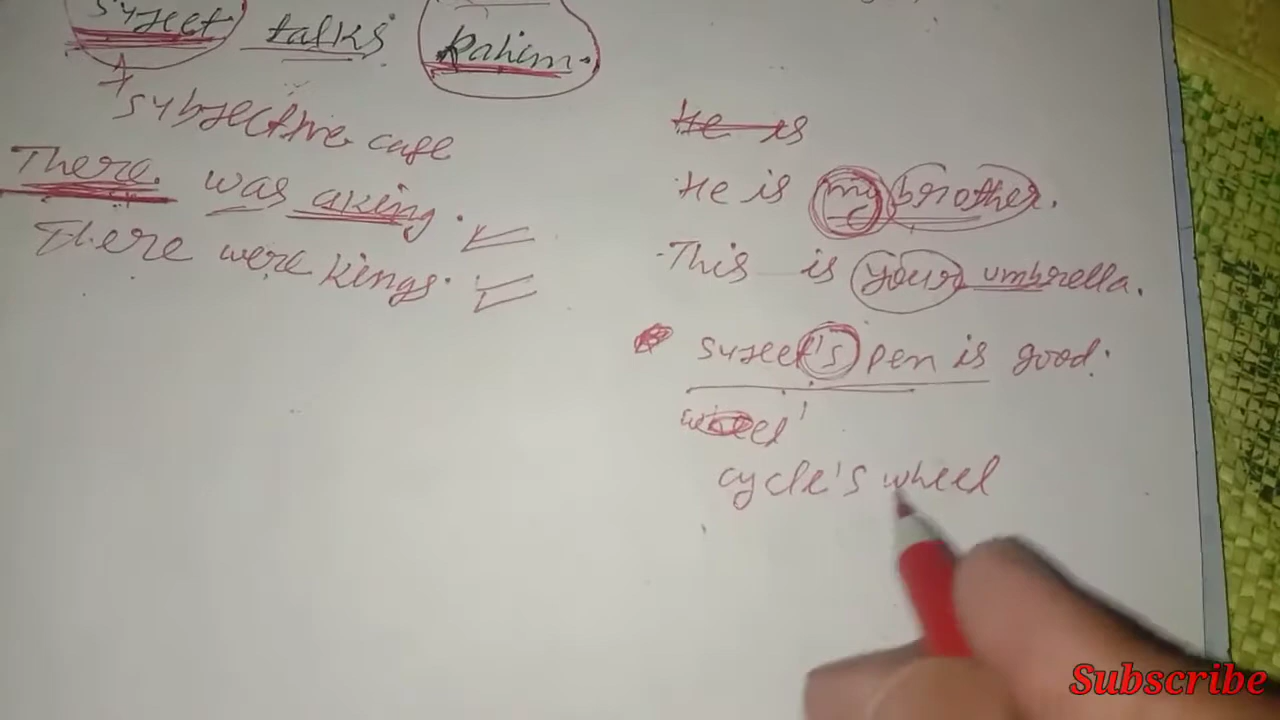 Sujeet talks Rahim.
Subjective case
There was a king.
There were kings.
He is
He is my brother.
This is your umbrella.
Sujeet's pen is good.
cycle's wheel
Subscribe